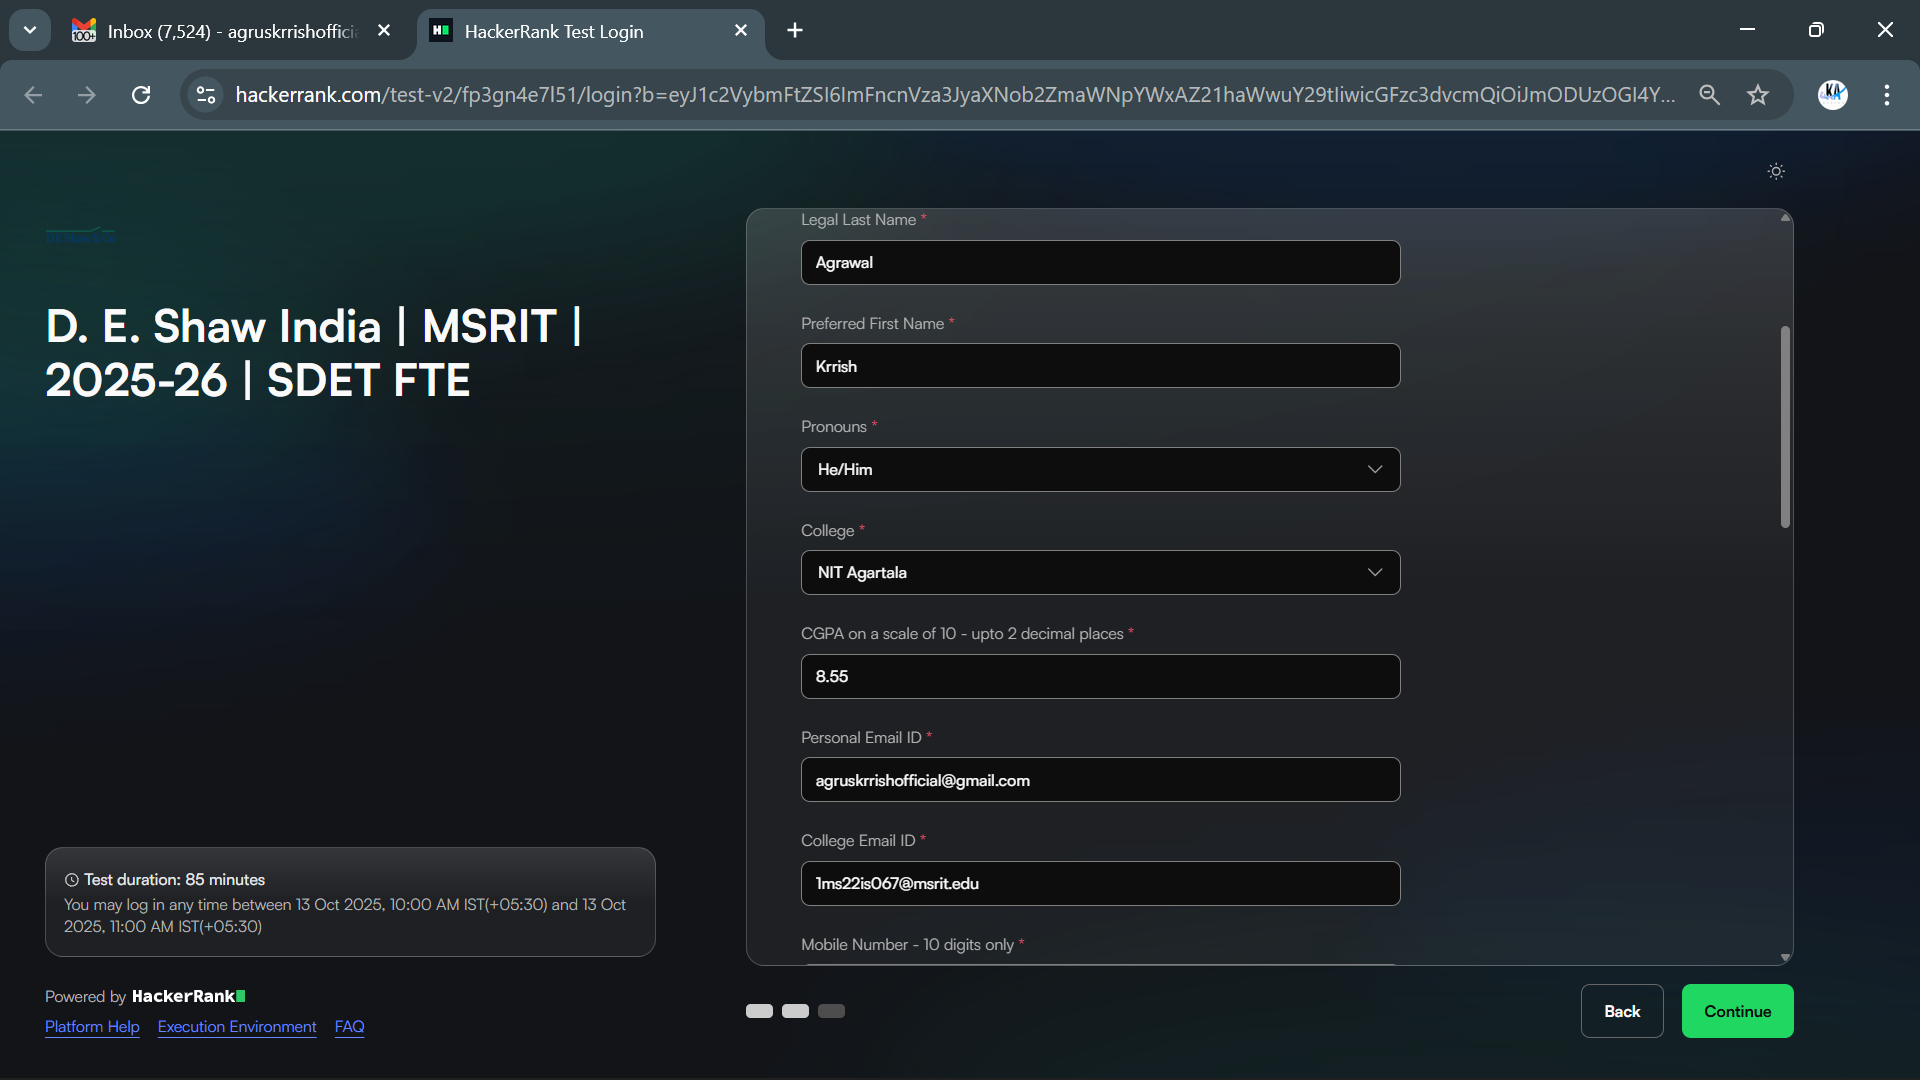 Inbox (7,524) - agruskrrishoffici
HackerRank Test Login
hackerrank.com/test-v2/fp3gn4e7l51/login?b=eyJ1c2VybmFtZSI6ImFncnVza3JyaXNob2ZmaWNpYWxAZ21haWwuY29tIiwicGFzc3dvcmQiOiJmODUzOGI4Y...
D. E. Shaw India | MSRIT |
2025-26 | SDET FTE
Legal Last Name *
Agrawal
Preferred First Name *
Krrish
Pronouns *
He/Him
College *
NIT Agartala
CGPA on a scale of 10 - upto 2 decimal places *
8.55
Personal Email ID *
agruskrrishofficial@gmail.com
College Email ID *
1ms22is067@msrit.edu
Mobile Number - 10 digits only *
Test duration: 85 minutes
You may log in any time between 13 Oct 2025, 10:00 AM IST(+05:30) and 13 Oct
2025, 11:00 AM IST(+05:30)
Powered by HackerRank
Platform Help Execution Environment FAQ
Back
Continue